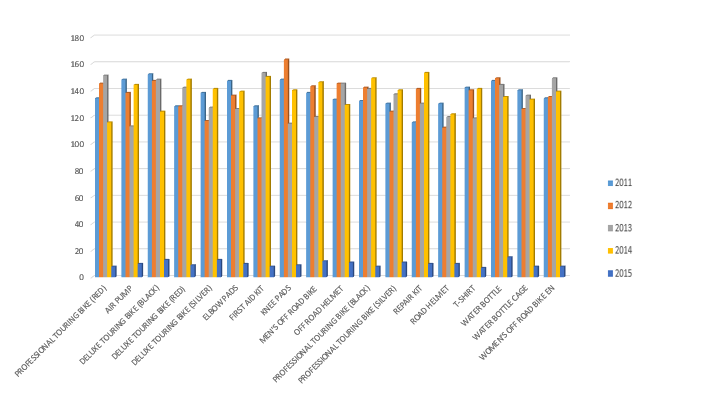 180
160
140
120
100
80
60
40
20
0
PROFESSIONAL TOURING BIKE (RED)
AIR PUMP
DELUXE TOURING BIKE (BLACK)
DELUXE TOURING BIKE (RED)
DELUXE TOURING BIKE (SILVER)
ELBOW PADS
FIRST AID KIT
KNEE PADS
MEN'S OFF ROAD BIKE
OFF ROAD HELMET
PROFESSIONAL TOURING BIKE (BLACK)
PROFESSIONAL TOURING BIKE (SILVER)
REPAIR KIT
ROAD HELMET
T-SHIRT
WATER BOTTLE
WATER BOTTLE CAGE
WOMEN'S OFF ROAD BIKE EN
2011
2012
2013
2014
2015